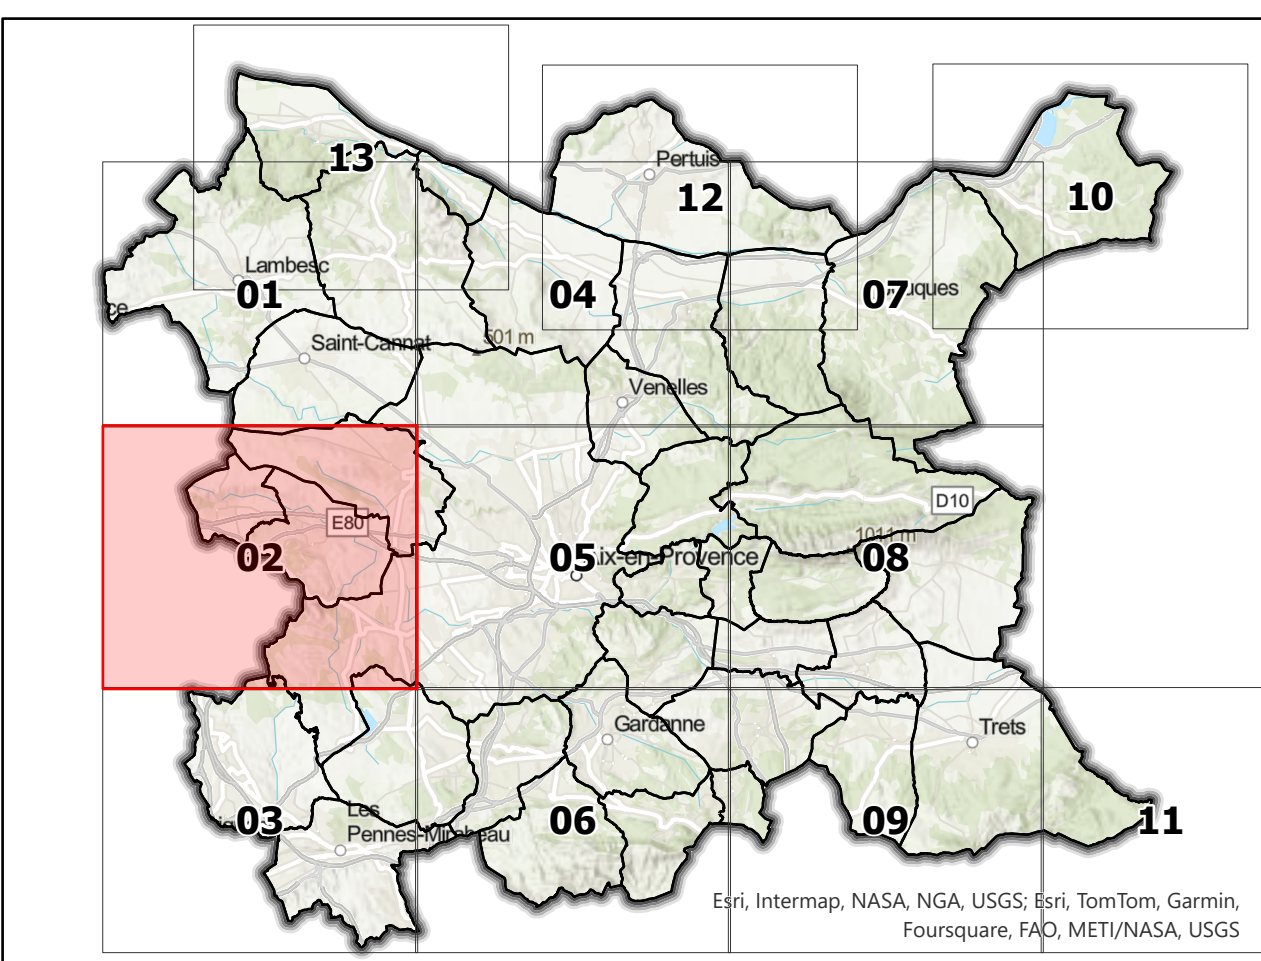 13
Pertuis
12
10
Lambesc
01
04
07
uques
ce
Saint-Cannat
501 m
Venelles
D10
E80
1011 m
02
05
Aix-en-Provence
08
Gardanne
Trets
03
Les
Pennes-Mirabeau
06
09
11
Esri, Intermap, NASA, NGA, USGS; Esri, TomTom, Garmin,
Foursquare, FAO, METI/NASA, USGS